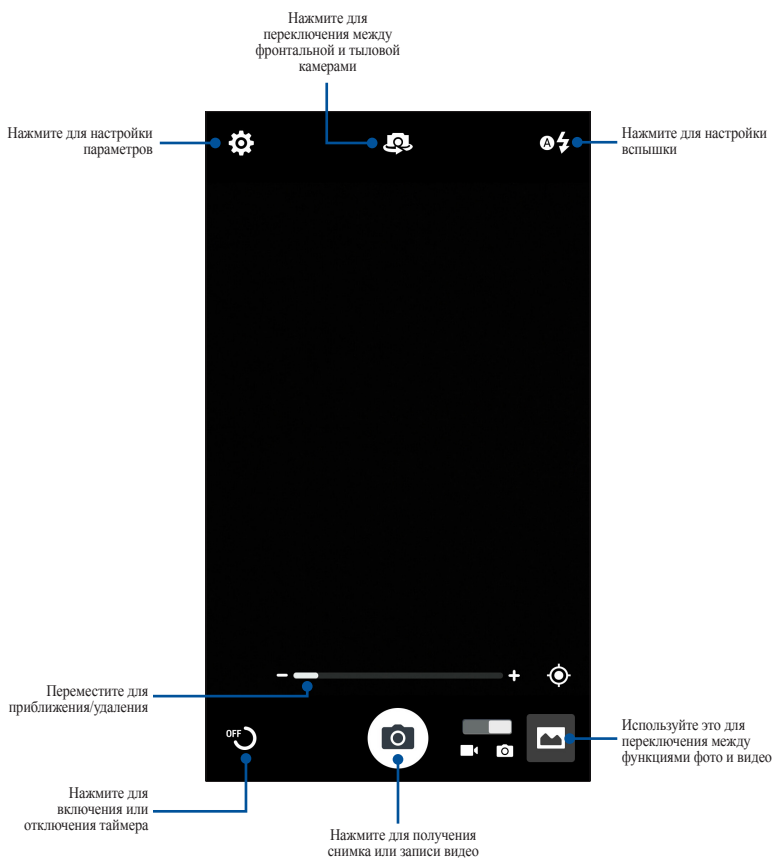 Нажмите для
переключения между
фронтальной и тыловой
камерами
Нажмите для настройки
параметров
Нажмите для настройки
вспышки
A
Переместите для
приближения/удаления
OFF
Используйте это для
переключения между
функциями фото и видео
Нажмите для
включения или
отключения таймера
Нажмите для получения
снимка или записи видео